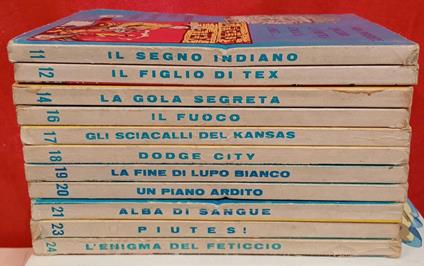 11 IL SEGNO INDIANO
12 IL FIGLIO DI TEX
14 LA GOLA SEGRETA
16 IL FUOCO
17 GLI SCIACALLI DEL KANSAS
18 DODGE CITY
19 LA FINE DI LUPO BIANCO
20 UN PIANO ARDITO
21 ALBA DI SANGUE
23 PIUTES!
24 L'ENIGMA DEL FETICCIO